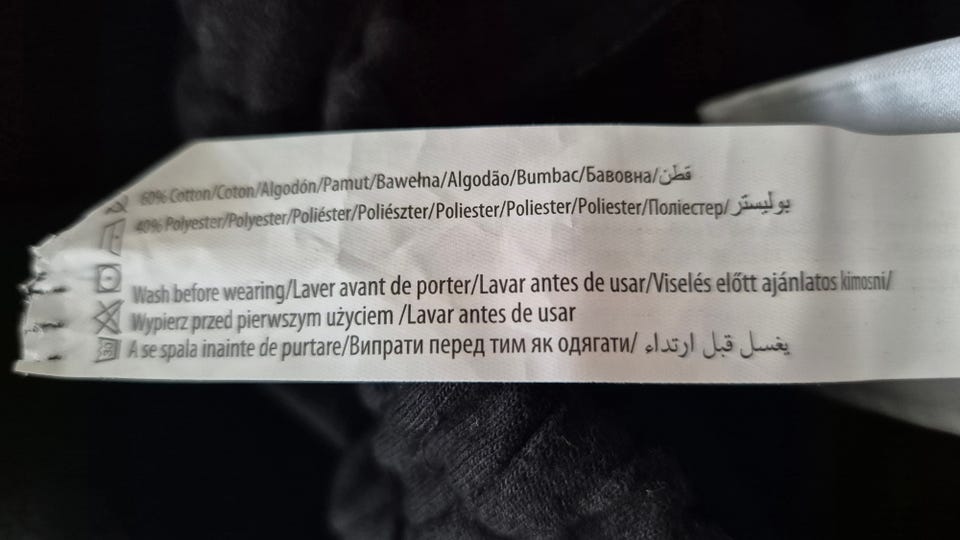 60% Cotton/Coton/Algodón/Pamut/Bawełna/Algodão/Bumbac/Бавовна/قطن
40% Polyester/Polyester/Poliéster/Poliészter/Poliester/Poliester/Poliester/Поліестер/بوليستر
Wash before wearing/Laver avant de porter/Lavar antes de usar/Viselés előtt ajánlatos kimosni/
Wypierz przed pierwszym użyciem /Lavar antes de usar
A se spala inainte de purtare/Випрати перед тим як одягати/ يغسل قبل ارتداء